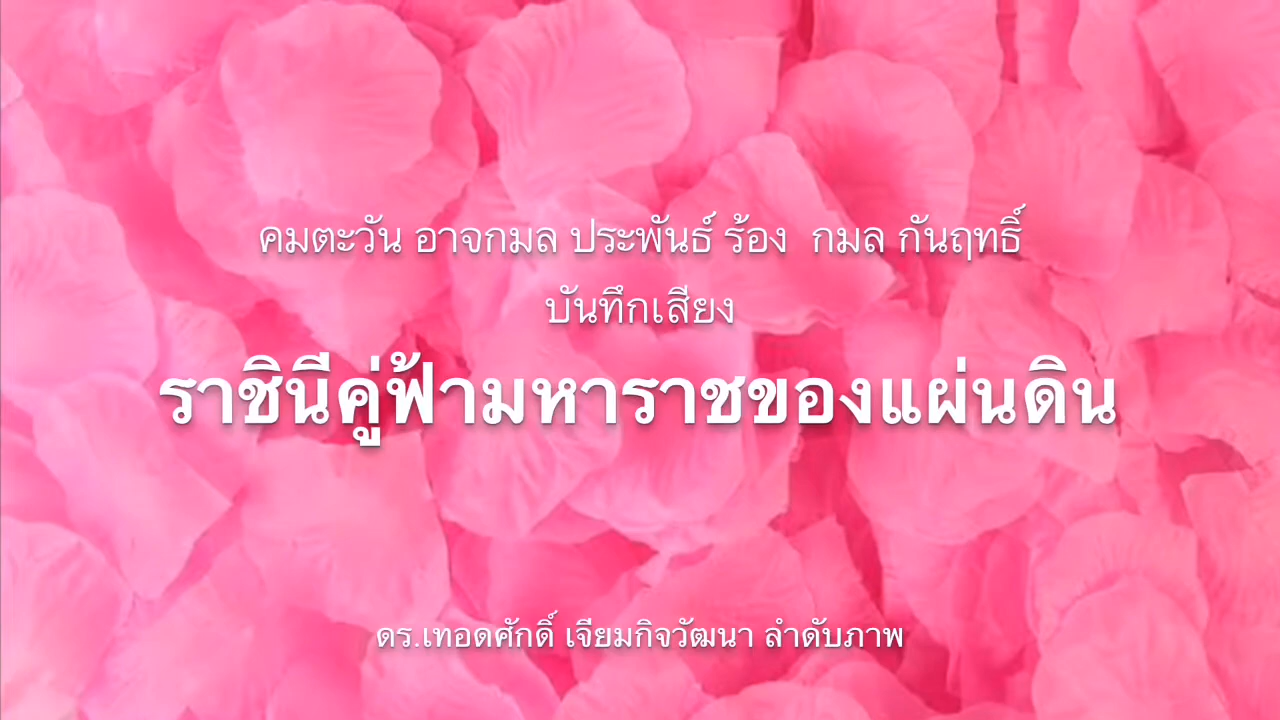 คมตะวัน อาจกมล ประพันธ์ ร้อง  กมล กันฤทธิ์
บันทึกเสียง
ราชินีคู่ฟ้ามหาราชของแผ่นดิน
ดร.เทอดศักดิ์ เจียมกิจวัฒนา ลำดับภาพ